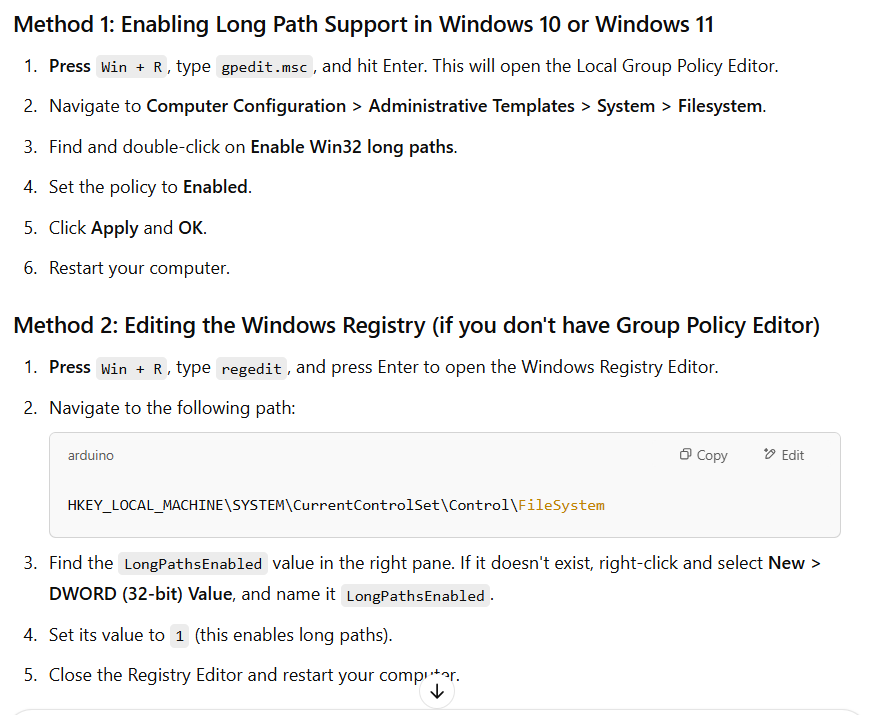 Method 1: Enabling Long Path Support in Windows 10 or Windows 11
1. Press Win + R, type gpedit.msc, and hit Enter. This will open the Local Group Policy Editor.
2. Navigate to Computer Configuration > Administrative Templates > System > Filesystem.
3. Find and double-click on Enable Win32 long paths.
4. Set the policy to Enabled.
5. Click Apply and OK.
6. Restart your computer.
Method 2: Editing the Windows Registry (if you don't have Group Policy Editor)
1. Press Win + R, type regedit, and press Enter to open the Windows Registry Editor.
2. Navigate to the following path:
arduino Copy Edit
HKEY_LOCAL_MACHINE\SYSTEM\CurrentControlSet\Control\FileSystem
3. Find the LongPathsEnabled value in the right pane. If it doesn't exist, right-click and select New >
DWORD (32-bit) Value, and name it LongPathsEnabled.
4. Set its value to 1 (this enables long paths).
5. Close the Registry Editor and restart your computer.